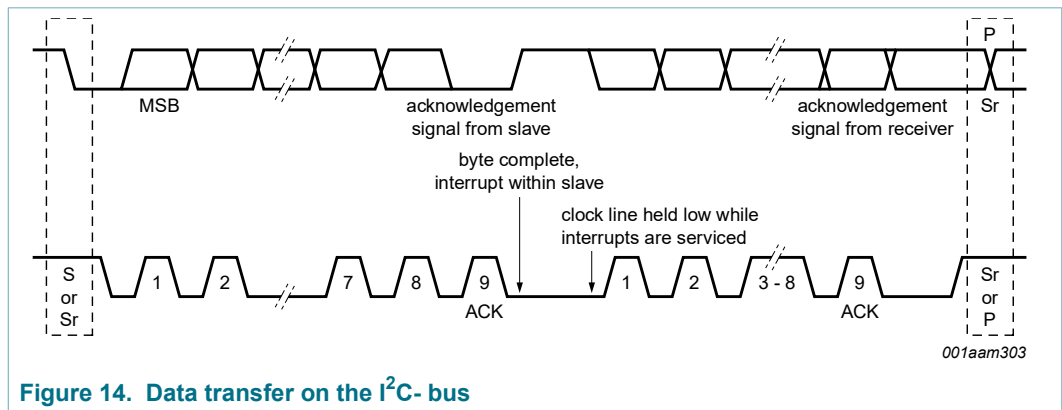 P
MSB
acknowledgement
signal from slave
acknowledgement
signal from receiver
Sr
byte complete,
interrupt within slave
clock line held low while
interrupts are serviced
S
or
Sr
1
2
7
8
9
ACK
1
2
3 - 8
9
ACK
Sr
or
P
001aam303
Figure 14. Data transfer on the I²C- bus